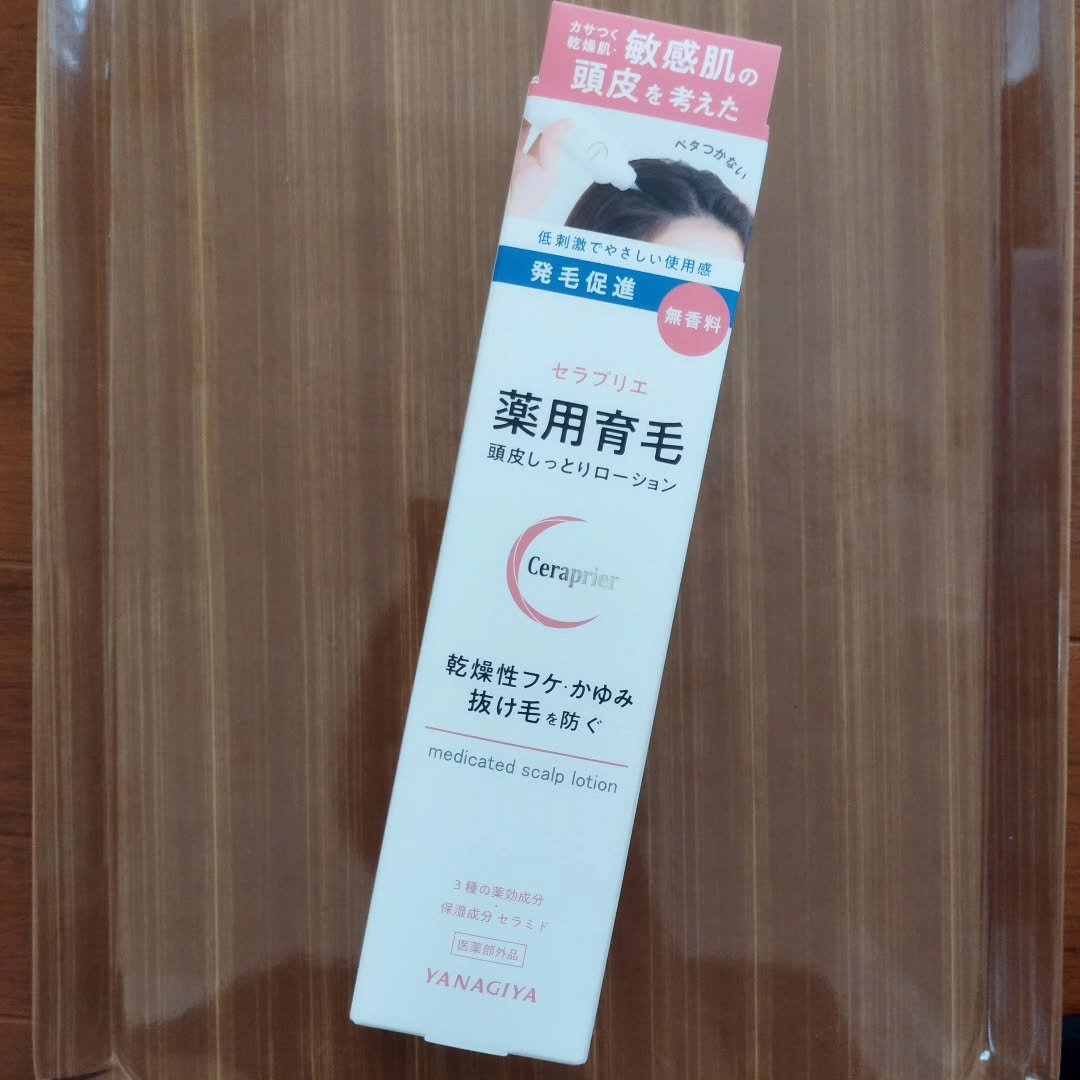 カサつく
乾燥肌・敏感肌の
頭皮を考えた
ベタつかない
低刺激でやさしい使用感
発毛促進
無香料
セラプリエ
薬用育毛
頭皮しっとりローション
Ceraprier
乾燥性フケ・かゆみ
抜け毛を防ぐ
medicated scalp lotion
3種の薬効成分
・
保湿成分 セラミド
医薬部外品
YANAGIYA